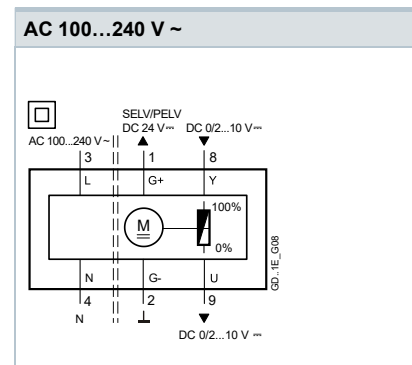 AC 100…240 V ~
SELV/PELV
DC 24 V⎓ DC 0/2...10 V⎓
AC 100...240 V~
3 1 8
L G+ Y
100%
M
0%
N G- U
4 2 9
N
DC 0/2...10 V ⎓
GD..1E_G08